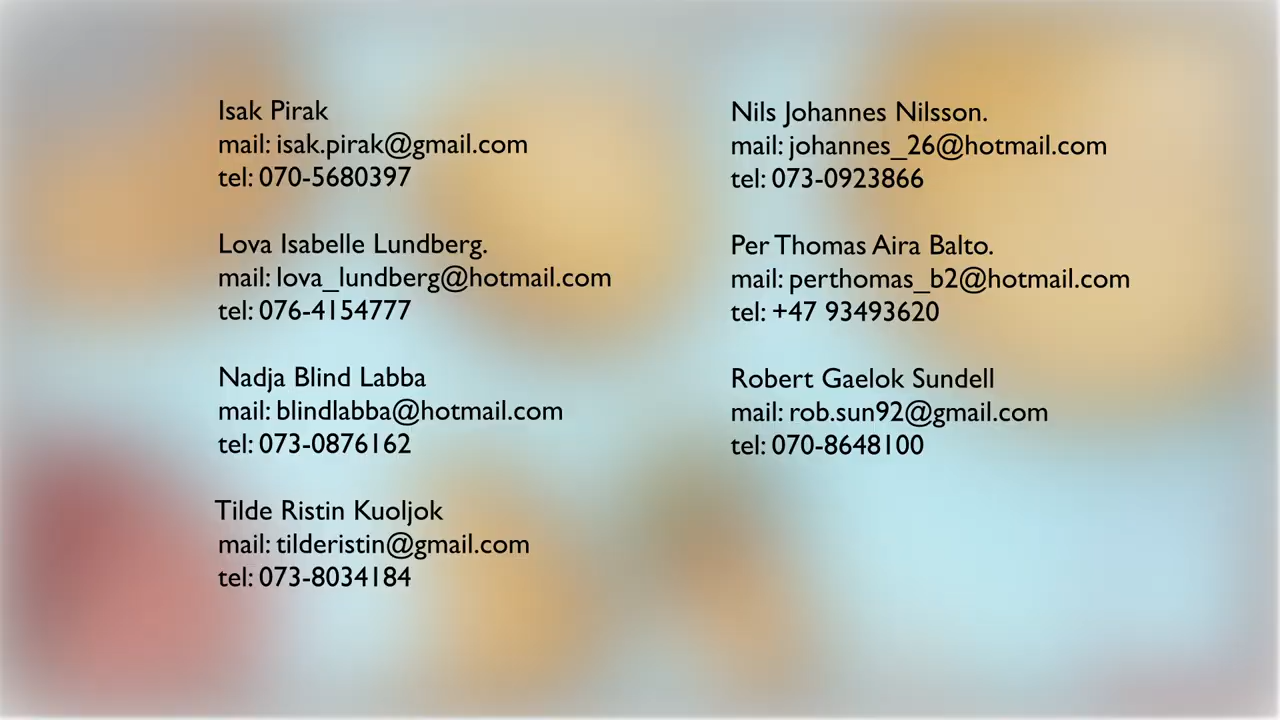 Isak Pirak
mail: isak.pirak@gmail.com
tel: 070-5680397
Lova Isabelle Lundberg.
mail: lova_lundberg@hotmail.com
tel: 076-4154777
Nadja Blind Labba
mail: blindlabba@hotmail.com
tel: 073-0876162
Tilde Ristin Kuoljok
mail: tilderistin@gmail.com
tel: 073-8034184
Nils Johannes Nilsson.
mail: johannes_26@hotmail.com
tel: 073-0923866
Per Thomas Aira Balto.
mail: perthomas_b2@hotmail.com
tel: +47 93493620
Robert Gaelok Sundell
mail: rob.sun92@gmail.com
tel: 070-8648100